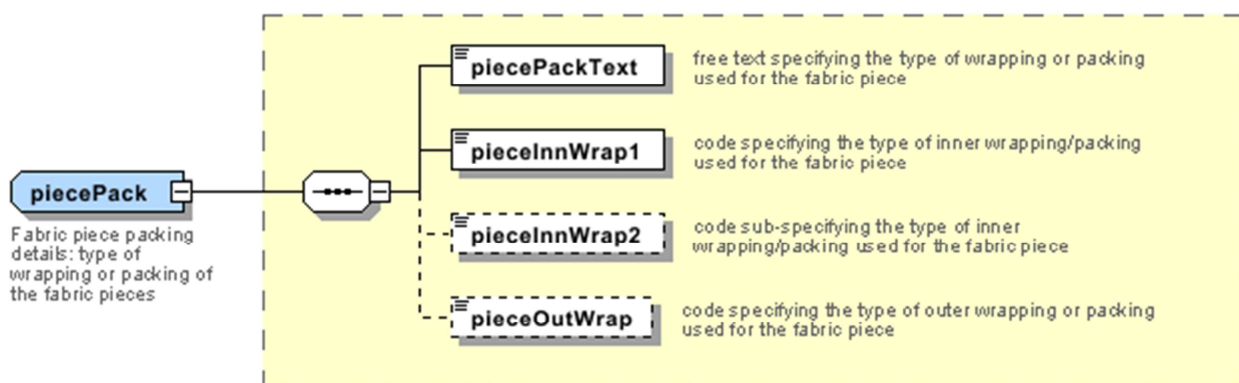 piecePackText
free text specifying the type of wrapping or packing
used for the fabric piece
pieceInnWrap1
code specifying the type of inner wrapping/packing
used for the fabric piece
piecePack
Fabric piece packing
details: type of
wrapping or packing of
the fabric pieces
pieceInnWrap2
code sub-specifying the type of inner
wrapping/packing used for the fabric piece
pieceOutWrap
code specifying the type of outer wrapping or packing
used for the fabric piece